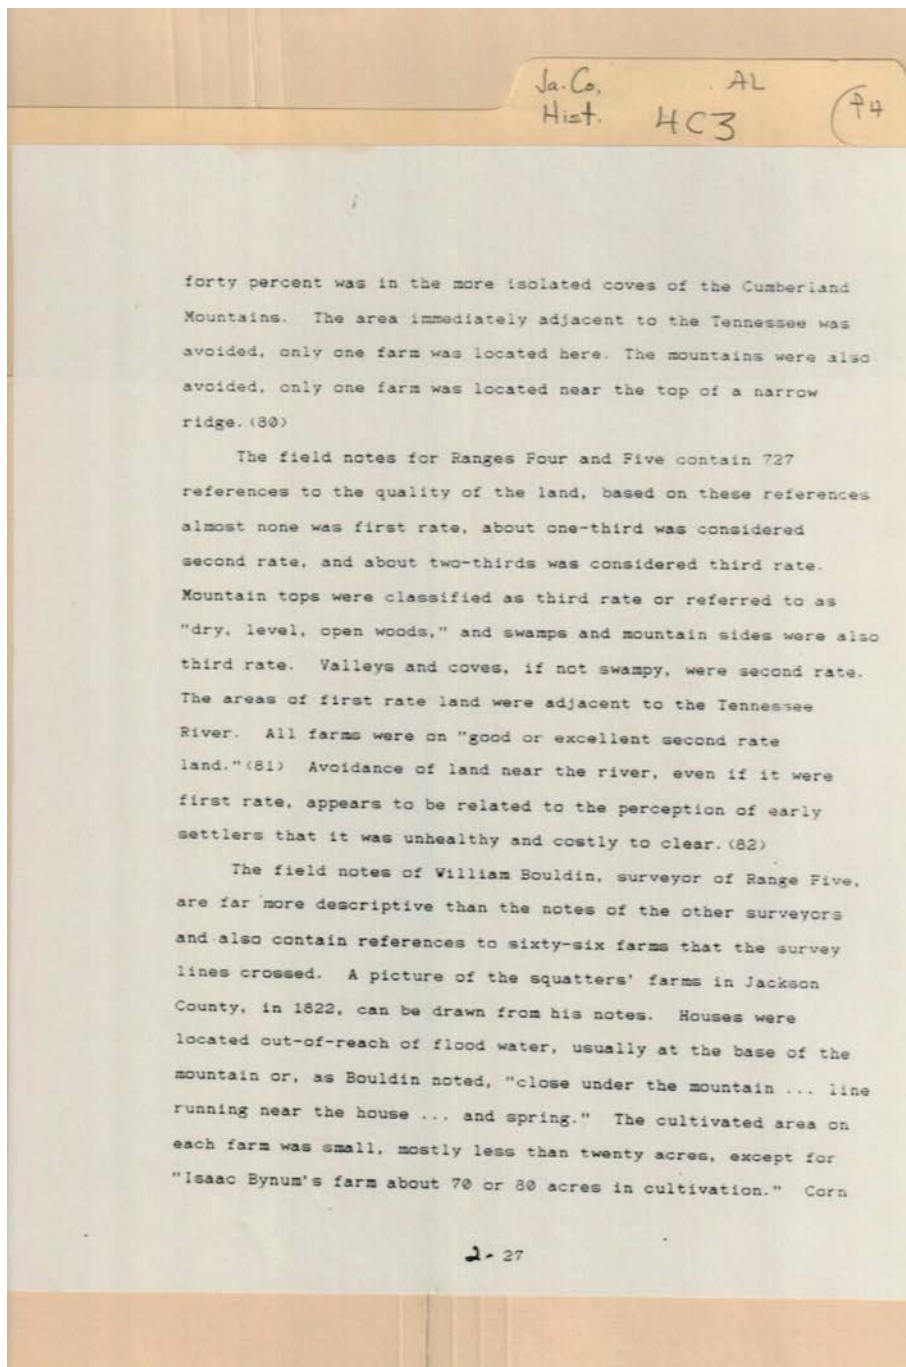 Ja. Co. AL
Hist. 4C3
forty percent was in the more isolated coves of the Cumberland
Mountains. The area immediately adjacent to the Tennessee was
avoided, only one farm was located here. The mountains were also
avoided, only one farm was located near the top of a narrow
ridge.(80)
The field notes for Ranges Four and Five contain 727
references to the quality of the land, based on these references
almost none was first rate, about one-third was considered
second rate, and about two-thirds was considered third rate.
Mountain tops were classified as third rate or referred to as
"dry, level, open woods," and swamps and mountain sides were also
third rate. Valleys and coves, if not swampy, were second rate.
The areas of first rate land were adjacent to the Tennessee
River. All farms were on "good or excellent second rate
land."(81) Avoidance of land near the river, even if it were
first rate, appears to be related to the perception of early
settlers that it was unhealthy and costly to clear.(82)
The field notes of William Bouldin, surveyor of Range Five,
are far more descriptive than the notes of the other surveyors
and also contain references to sixty-six farms that the survey
lines crossed. A picture of the squatters' farms in Jackson
County, in 1822, can be drawn from his notes. Houses were
located out-of-reach of flood water, usually at the base of the
mountain or, as Bouldin noted, "close under the mountain ... line
running near the house ... and spring." The cultivated area on
each farm was small, mostly less than twenty acres, except for
"Isaac Bynum's farm about 70 or 80 acres in cultivation." Corn
2-27